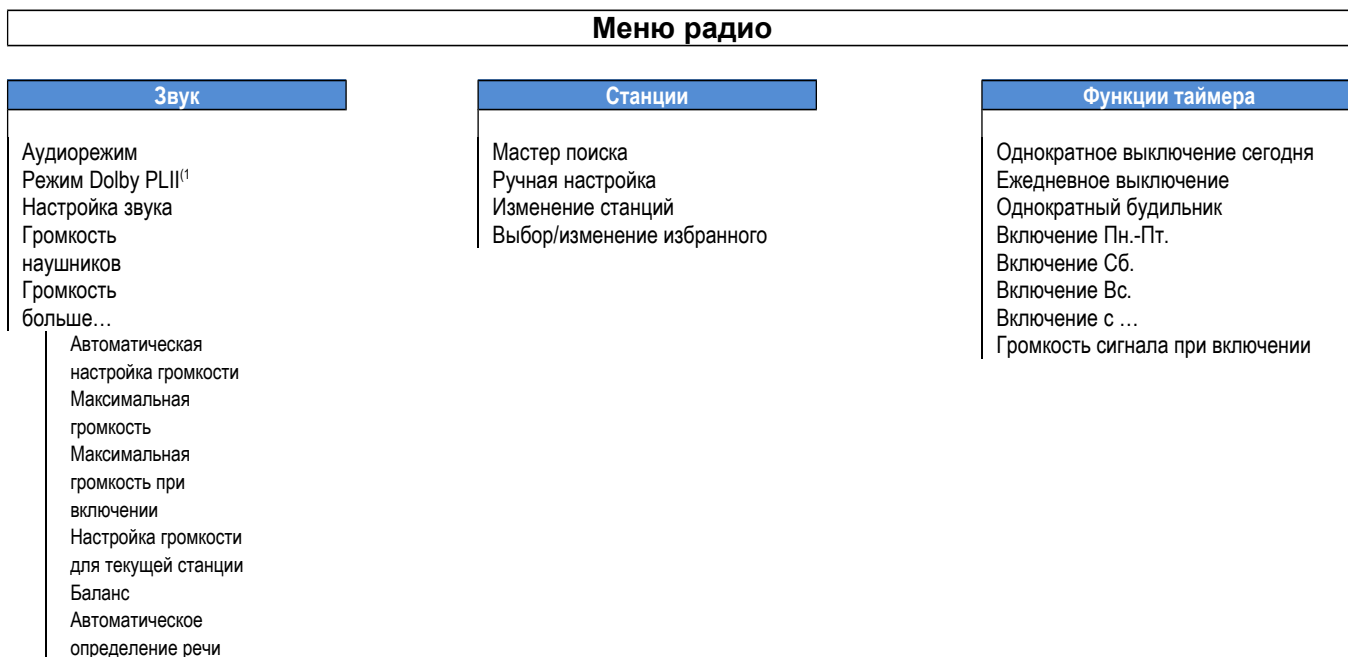 Меню радио
Звук
Аудиорежим
Режим Dolby PLII(1
Настройка звука
Громкость
наушников
Громкость
больше…
Автоматическая
настройка громкости
Максимальная
громкость
Максимальная
громкость при
включении
Настройка громкости
для текущей станции
Баланс
Автоматическое
определение речи
Станции
Мастер поиска
Ручная настройка
Изменение станций
Выбор/изменение избранного
Функции таймера
Однократное выключение сегодня
Ежедневное выключение
Однократный будильник
Включение Пн.-Пт.
Включение Сб.
Включение Вс.
Включение с …
Громкость сигнала при включении